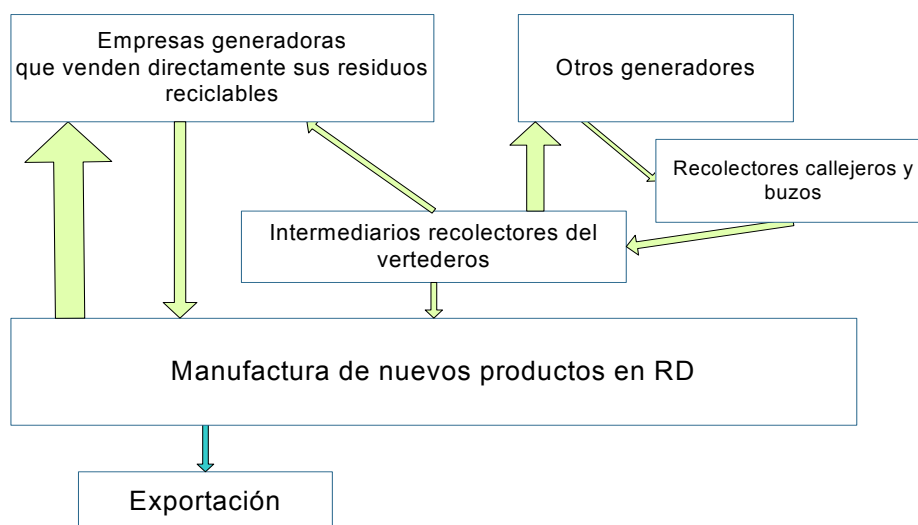 Empresas generadoras
que venden directamente sus residuos
reciclables
Otros generadores
Recolectores callejeros y
buzos
Intermediarios recolectores del
vertederos
Manufactura de nuevos productos en RD
Exportación